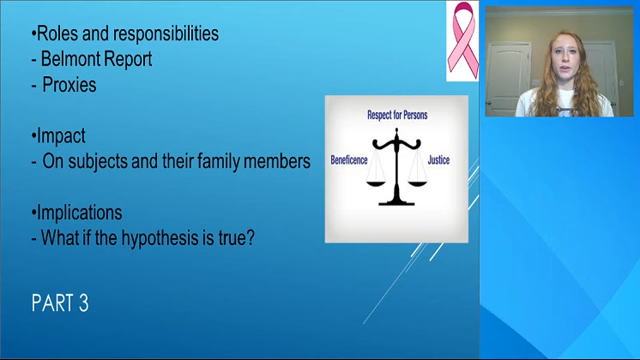 •Roles and responsibilities
- Belmont Report
- Proxies
•Impact
- On subjects and their family members
•Implications
- What if the hypothesis is true?
Respect for Persons
Beneficence
Justice
PART 3